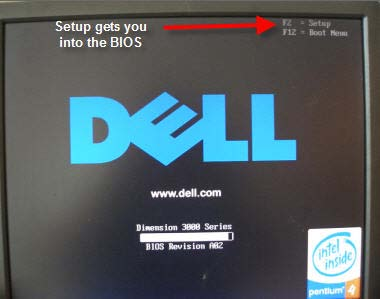 Setup gets you
into the BIOS
F2 = Setup
F12 = Boot Menu
DELL
www.dell.com
Dimension 3000 Series
BIOS Revision A02
intel
inside
pentium 4